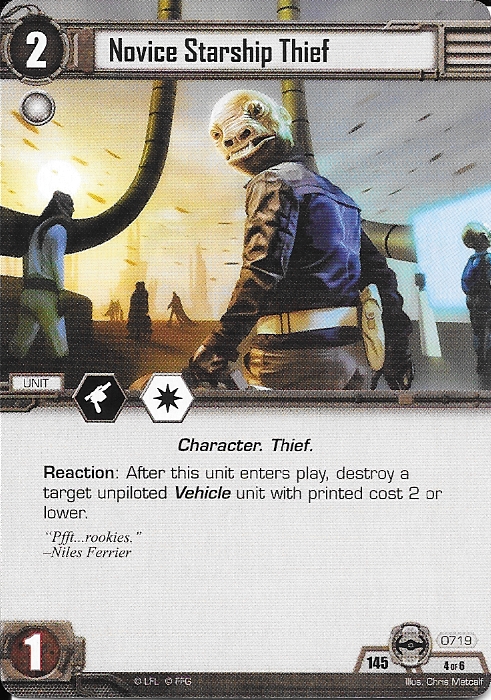 2
Novice Starship Thief
UNIT
Character. Thief.
Reaction: After this unit enters play, destroy a
target unpiloted Vehicle unit with printed cost 2 or
lower.
“Pfft...rookies.”
–Niles Ferrier
1
145
0719
4 OF 6
© LFL © FFG
Illus. Chris Metcalf